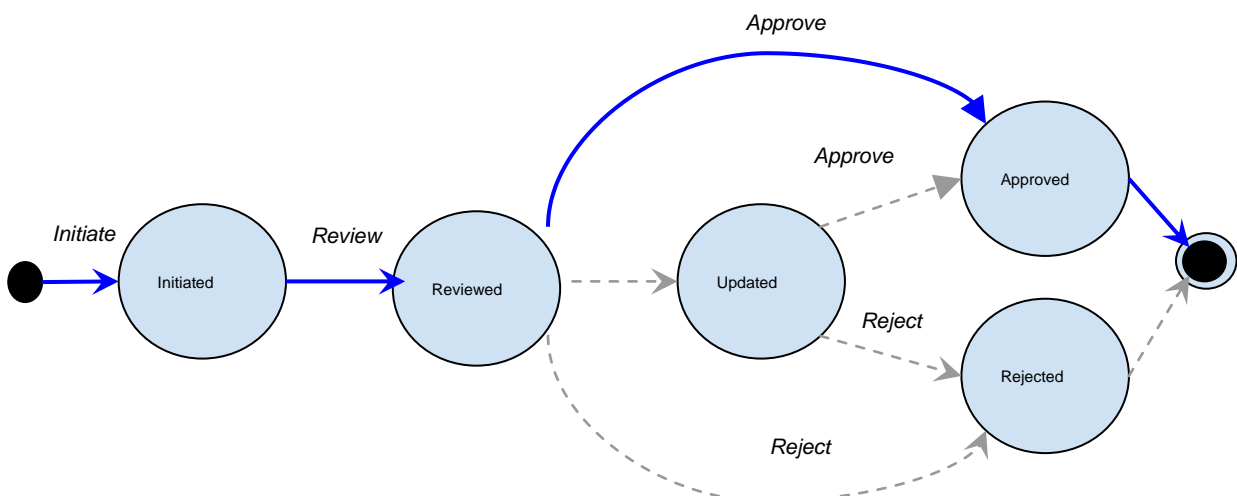 Approve
Approve
Approved
Initiate
Review
Initiated
Reviewed
Updated
Reject
Rejected
Reject